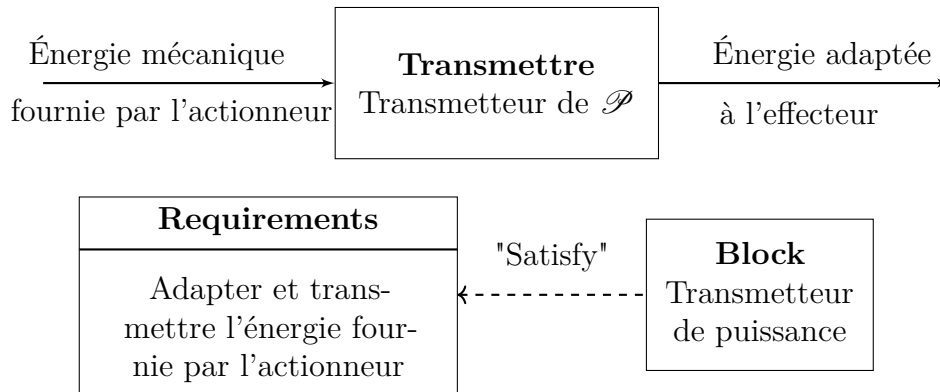 Énergie mécanique
fournie par l'actionneur
Transmettre
Transmetteur de 𝒫
Énergie adaptée
à l'effecteur
Requirements
Adapter et trans-
mettre l'énergie four-
nie par l'actionneur
"Satisfy"
Block
Transmetteur
de puissance